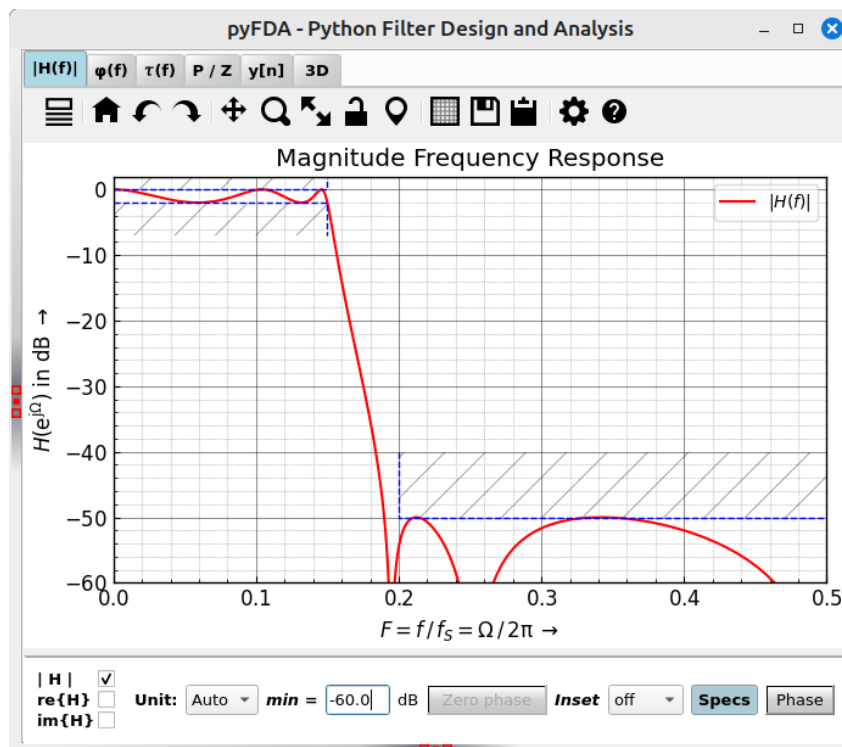 pyFDA - Python Filter Design and Analysis
|H(f)| φ(f) τ(f) P / Z y[n] 3D
Magnitude Frequency Response
|H(f)|
H(e^jΩ) in dB →
0
−10
−20
−30
−40
−50
−60
0.0 0.1 0.2 0.3 0.4 0.5
F = f / f_S = Ω / 2π →
| H |
re{H}
im{H}
Unit: Auto min = -60.0 dB Zero phase Inset off Specs Phase